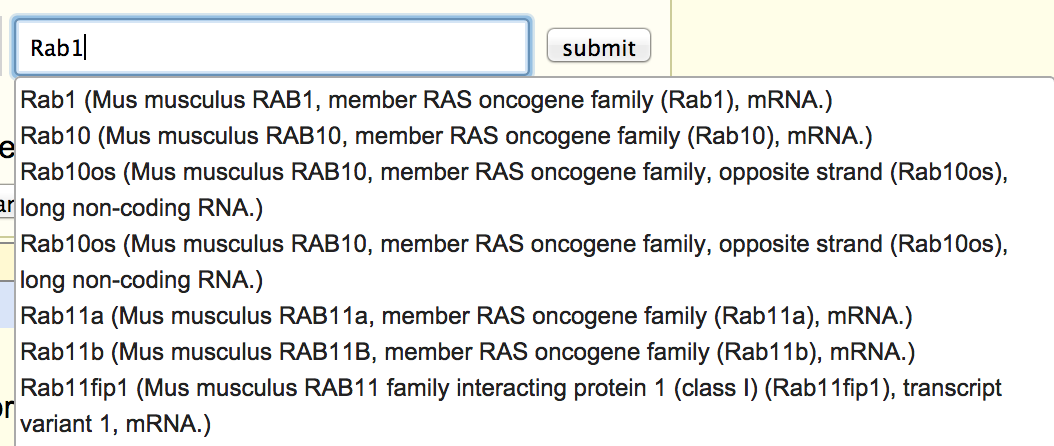 Rab1
submit
Rab1 (Mus musculus RAB1, member RAS oncogene family (Rab1), mRNA.)
Rab10 (Mus musculus RAB10, member RAS oncogene family (Rab10), mRNA.)
Rab10os (Mus musculus RAB10, member RAS oncogene family, opposite strand (Rab10os),
long non-coding RNA.)
Rab10os (Mus musculus RAB10, member RAS oncogene family, opposite strand (Rab10os),
long non-coding RNA.)
Rab11a (Mus musculus RAB11a, member RAS oncogene family (Rab11a), mRNA.)
Rab11b (Mus musculus RAB11B, member RAS oncogene family (Rab11b), mRNA.)
Rab11fip1 (Mus musculus RAB11 family interacting protein 1 (class I) (Rab11fip1), transcript
variant 1, mRNA.)